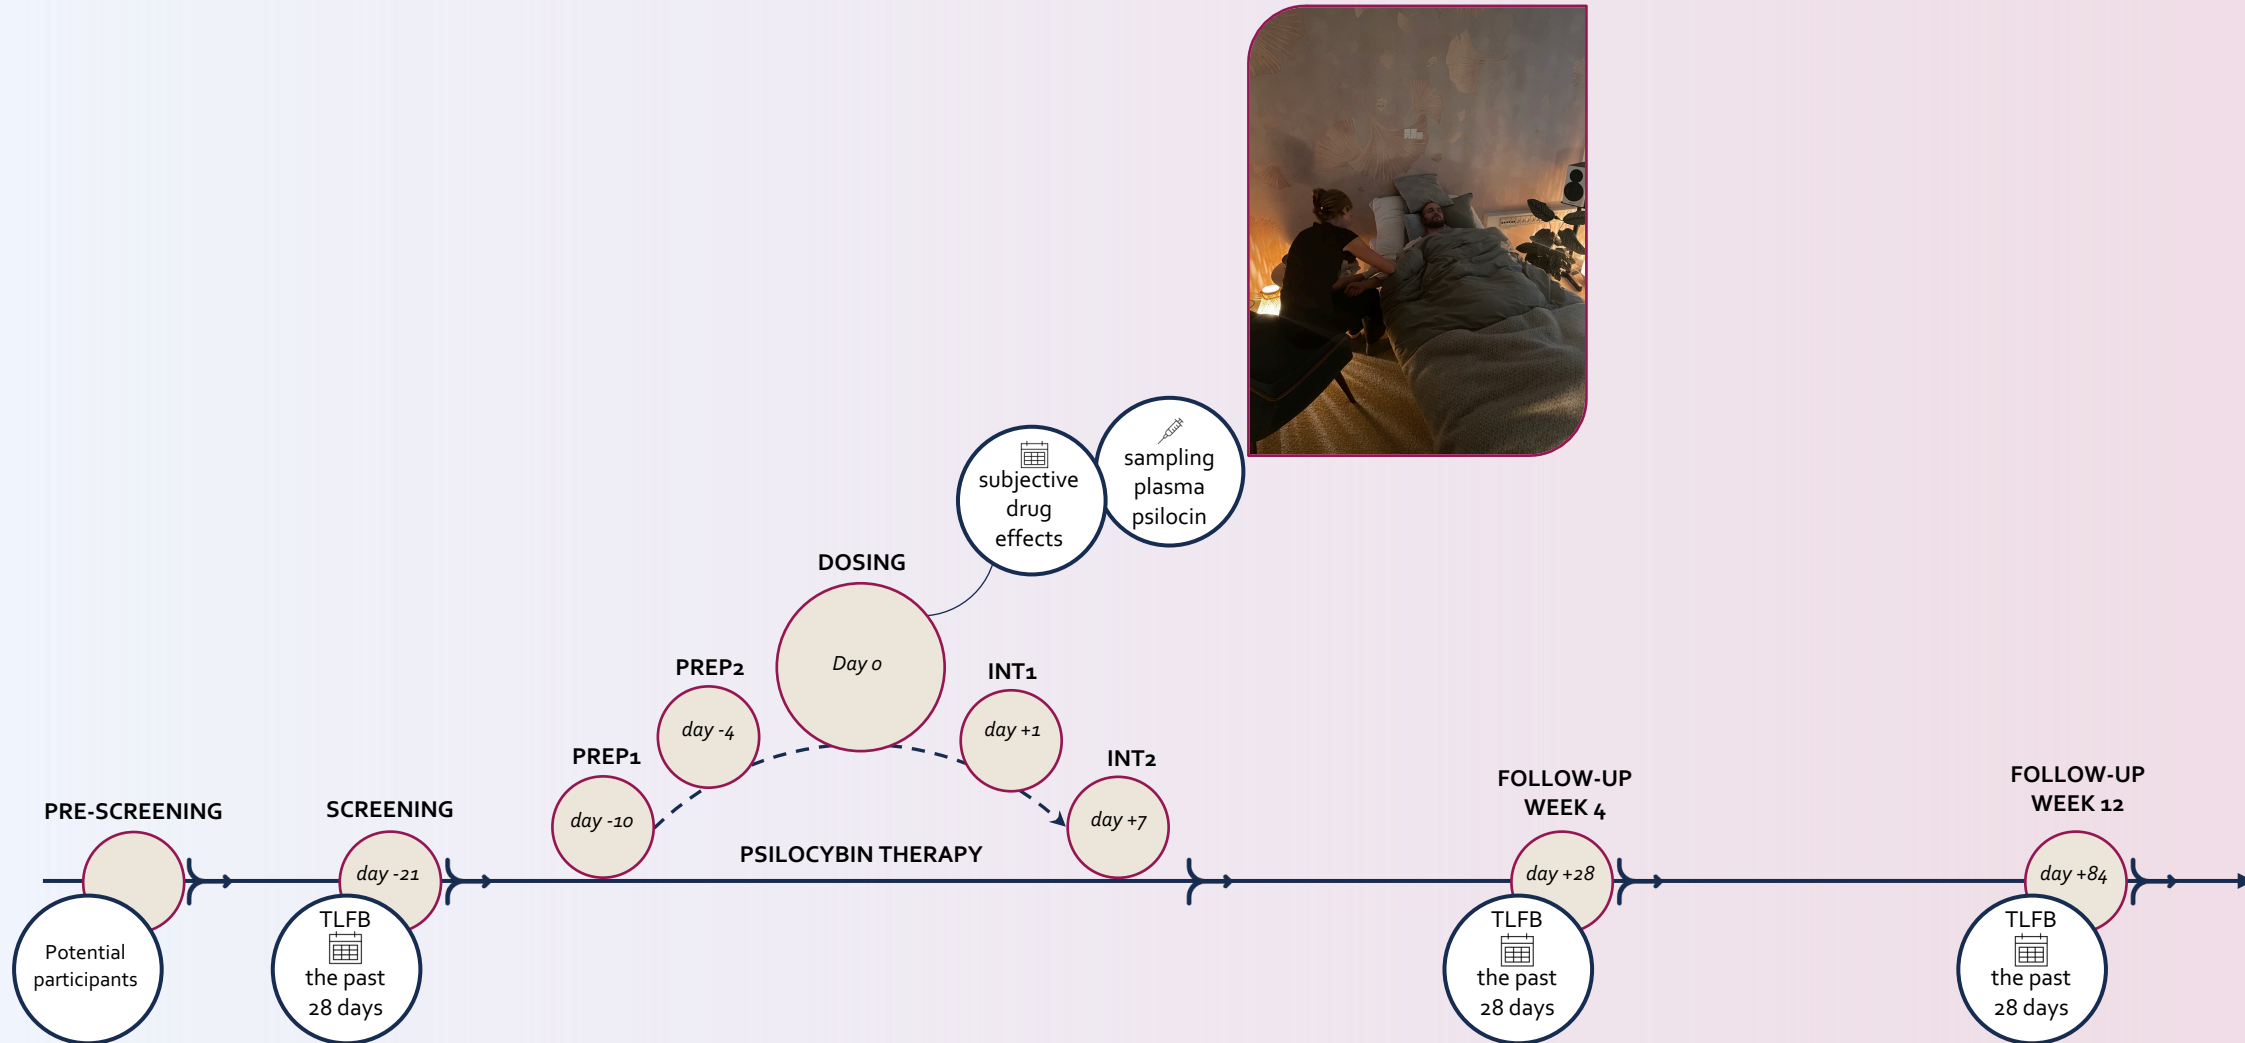 subjective
drug
effects
sampling
plasma
psilocin
DOSING
Day 0
PREP2
day -4
INT1
day +1
PREP1
day -10
INT2
day +7
PSILOCYBIN THERAPY
PRE-SCREENING
Potential
participants
SCREENING
day -21
TLFB
the past
28 days
FOLLOW-UP
WEEK 4
day +28
TLFB
the past
28 days
FOLLOW-UP
WEEK 12
day +84
TLFB
the past
28 days